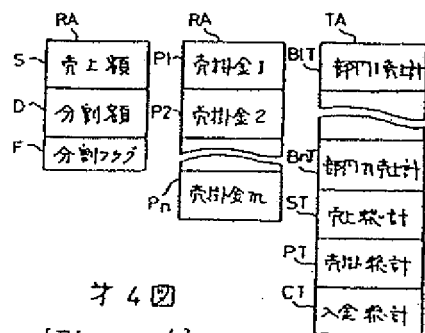 RA
S 売上額
D 分割額
F 分割フラグ
RA
P1 売掛金1
P2 売掛金2
Pn 売掛金n
TA
B1T 部門1売上計
BnT 部門n売上計
ST 売上総計
PT 売掛総計
CT 入金総計
才4図